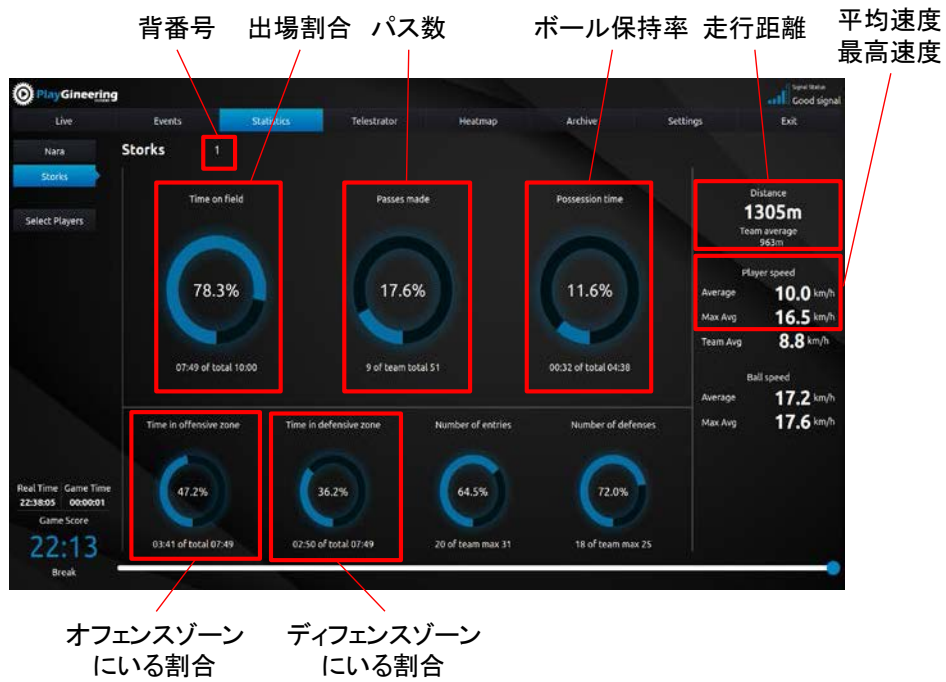 背番号
出場割合
パス数
ボール保持率
走行距離
平均速度
最高速度
PlayGineering
Signal Status
Good signal
Live
Events
Statistics
Telestrator
Heatmap
Archive
Settings
Exit
Nara
Storks
Select Players
Storks
1
Time on field
78.3%
07:49 of total 10:00
Passes made
17.6%
9 of team total 51
Possession time
11.6%
00:32 of total 04:38
Distance
1305m
Team average
963m
Player speed
Average 10.0 km/h
Max Avg 16.5 km/h
Team Avg 8.8 km/h
Ball speed
Average 17.2 km/h
Max Avg 17.6 km/h
Time in offensive zone
47.2%
03:41 of total 07:49
Time in defensive zone
36.2%
02:50 of total 07:49
Number of entries
64.5%
20 of team max 31
Number of defenses
72.0%
18 of team max 25
Real Time Game Time
22:38:05 00:00:01
Game Score
22:13
Break
オフェンスゾーン
にいる割合
ディフェンスゾーン
にいる割合